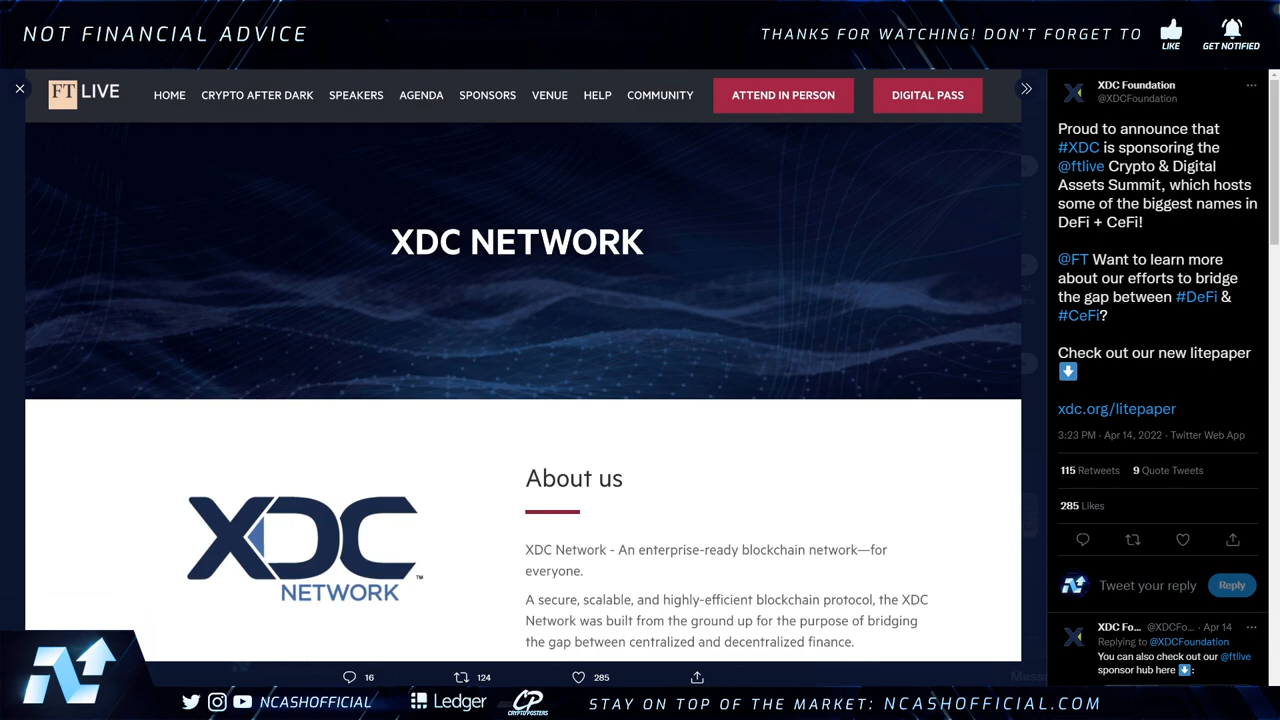 NOT FINANCIAL ADVICE
THANKS FOR WATCHING! DON'T FORGET TO
LIKE
GET NOTIFIED
FT LIVE
HOME CRYPTO AFTER DARK SPEAKERS AGENDA SPONSORS VENUE HELP COMMUNITY ATTEND IN PERSON DIGITAL PASS
XDC NETWORK
XDC
NETWORK
TM
About us
XDC Network - An enterprise-ready blockchain network—for
everyone.
A secure, scalable, and highly-efficient blockchain protocol, the XDC
Network was built from the ground up for the purpose of bridging
the gap between centralized and decentralized finance.
16 124 285
XDC Foundation
@XDCFoundation
Proud to announce that
#XDC is sponsoring the
@ftlive Crypto & Digital
Assets Summit, which hosts
some of the biggest names in
DeFi + CeFi!
@FT Want to learn more
about our efforts to bridge
the gap between #DeFi &
#CeFi?
Check out our new litepaper
⬇️
xdc.org/litepaper
3:23 PM · Apr 14, 2022 · Twitter Web App
115 Retweets 9 Quote Tweets
285 Likes
Tweet your reply Reply
XDC Fo... @XDCFo... · Apr 14
Replying to @XDCFoundation
You can also check out our @ftlive
sponsor hub here ⬇️:
NCASHOFFICIAL
Ledger
CP
CRYPTOPOSTERS
STAY ON TOP OF THE MARKET: NCASHOFFICIAL.COM